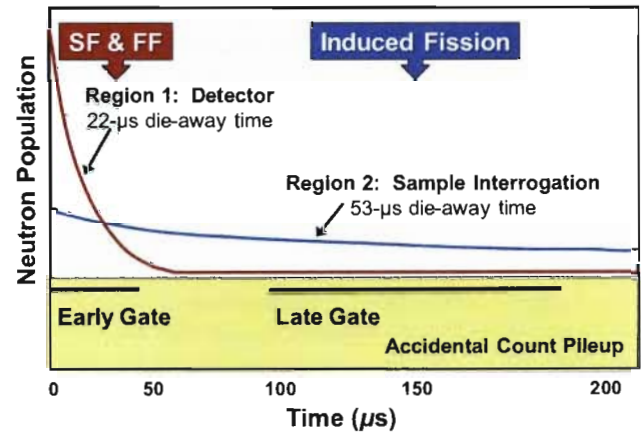 SF & FF
Induced Fission
Region 1: Detector
22-µs die-away time
Region 2: Sample Interrogation
53-µs die-away time
Neutron Population
Early Gate
Late Gate
Accidental Count Pileup
0 50 100 150 200
Time (µs)